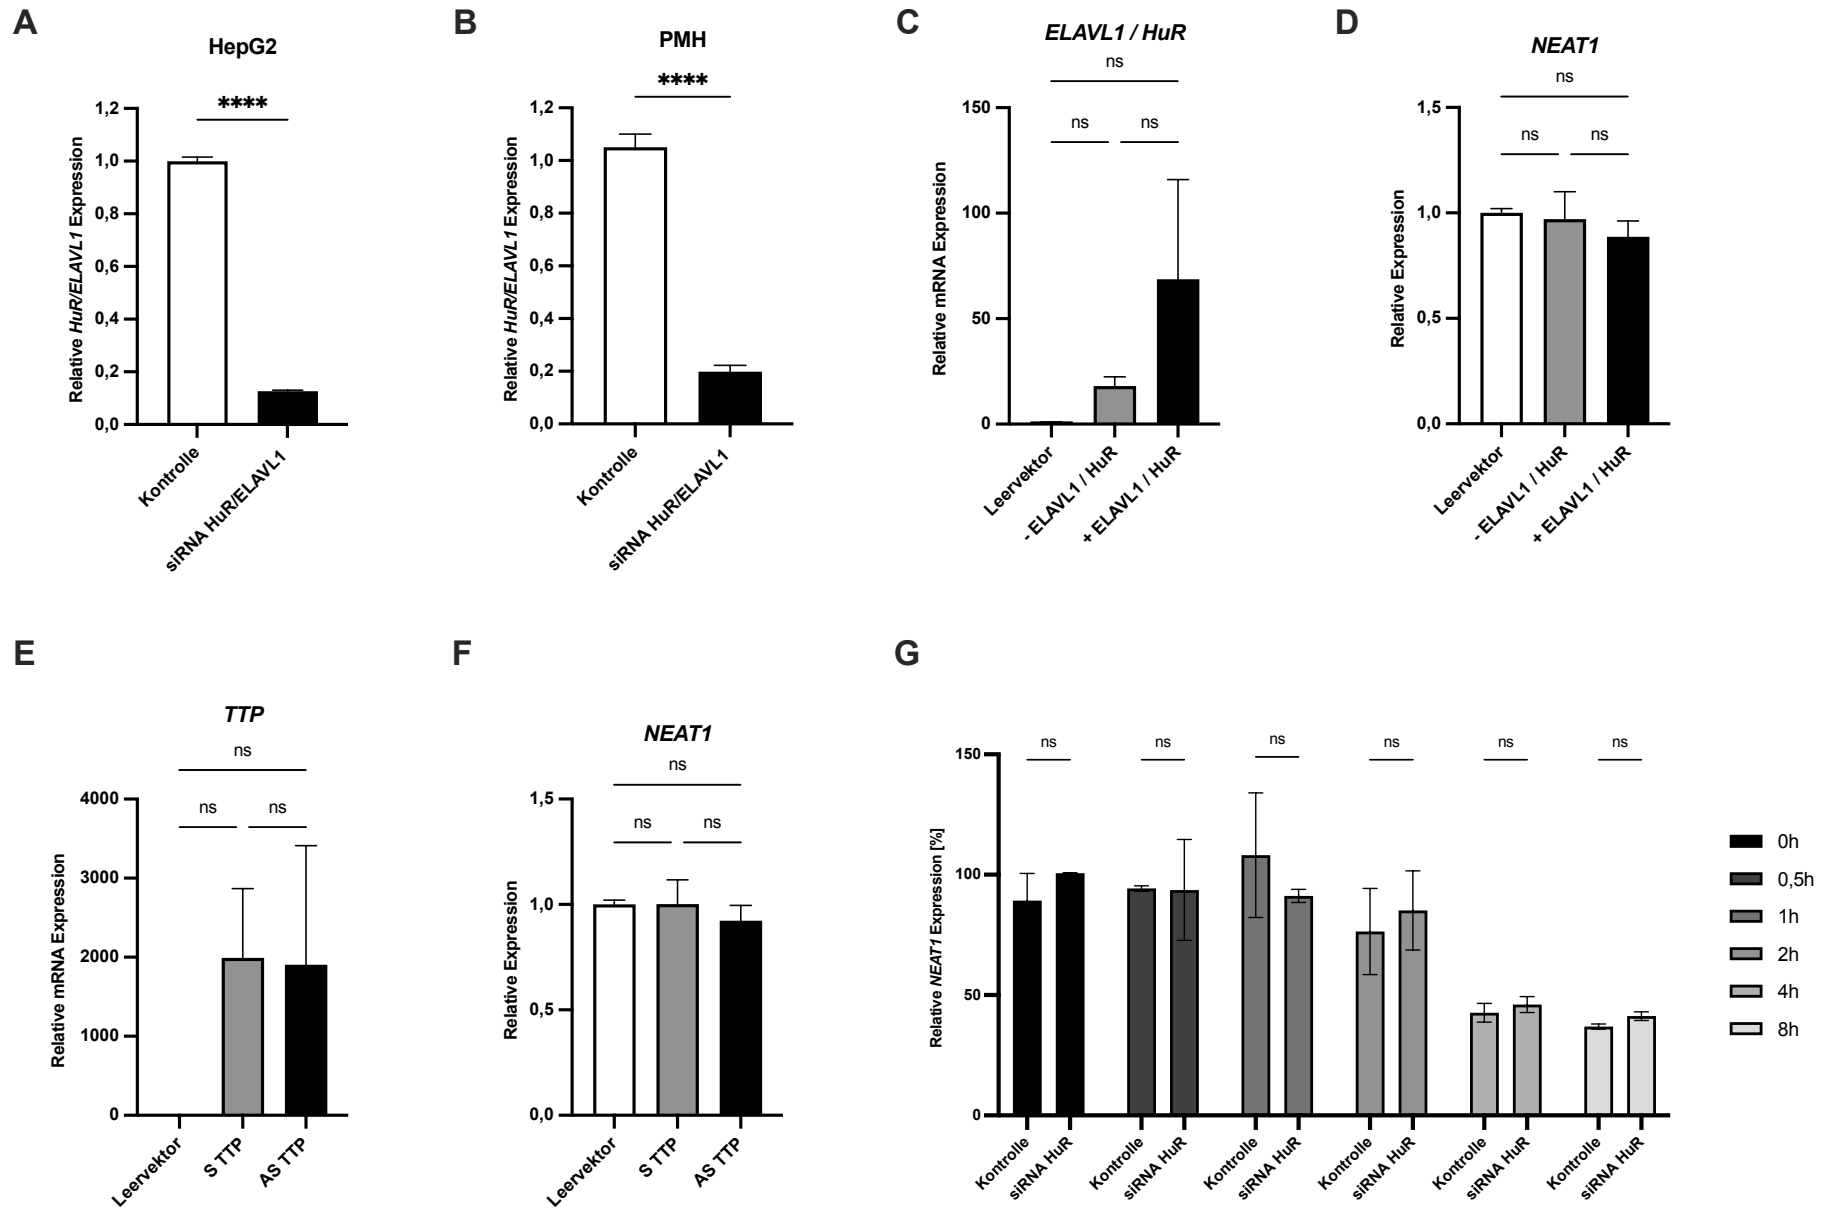 A
HepG2
****
Relative HuR/ELAVL1 Expression
1,2
1,0
0,8
0,6
0,4
0,2
0,0
Kontrolle
siRNA HuR/ELAVL1
B
PMH
****
Relative HuR/ELAVL1 Expression
1,2
1,0
0,8
0,6
0,4
0,2
0,0
Kontrolle
siRNA HuR/ELAVL1
C
ELAVL1 / HuR
ns
ns
ns
Relative mRNA Expression
150
100
50
0
Leervektor
- ELAVL1 / HuR
+ ELAVL1 / HuR
D
NEAT1
ns
ns
ns
Relative Expression
1,5
1,0
0,5
0,0
Leervektor
- ELAVL1 / HuR
+ ELAVL1 / HuR
E
TTP
ns
ns
ns
Relative mRNA Expression
4000
3000
2000
1000
0
Leervektor
S TTP
AS TTP
F
NEAT1
ns
ns
ns
Relative Expression
1,5
1,0
0,5
0,0
Leervektor
S TTP
AS TTP
G
ns
ns
ns
ns
ns
ns
Relative NEAT1 Expression [%]
150
100
50
0
Kontrolle
siRNA HuR
Kontrolle
siRNA HuR
Kontrolle
siRNA HuR
Kontrolle
siRNA HuR
Kontrolle
siRNA HuR
Kontrolle
siRNA HuR
0h
0,5h
1h
2h
4h
8h